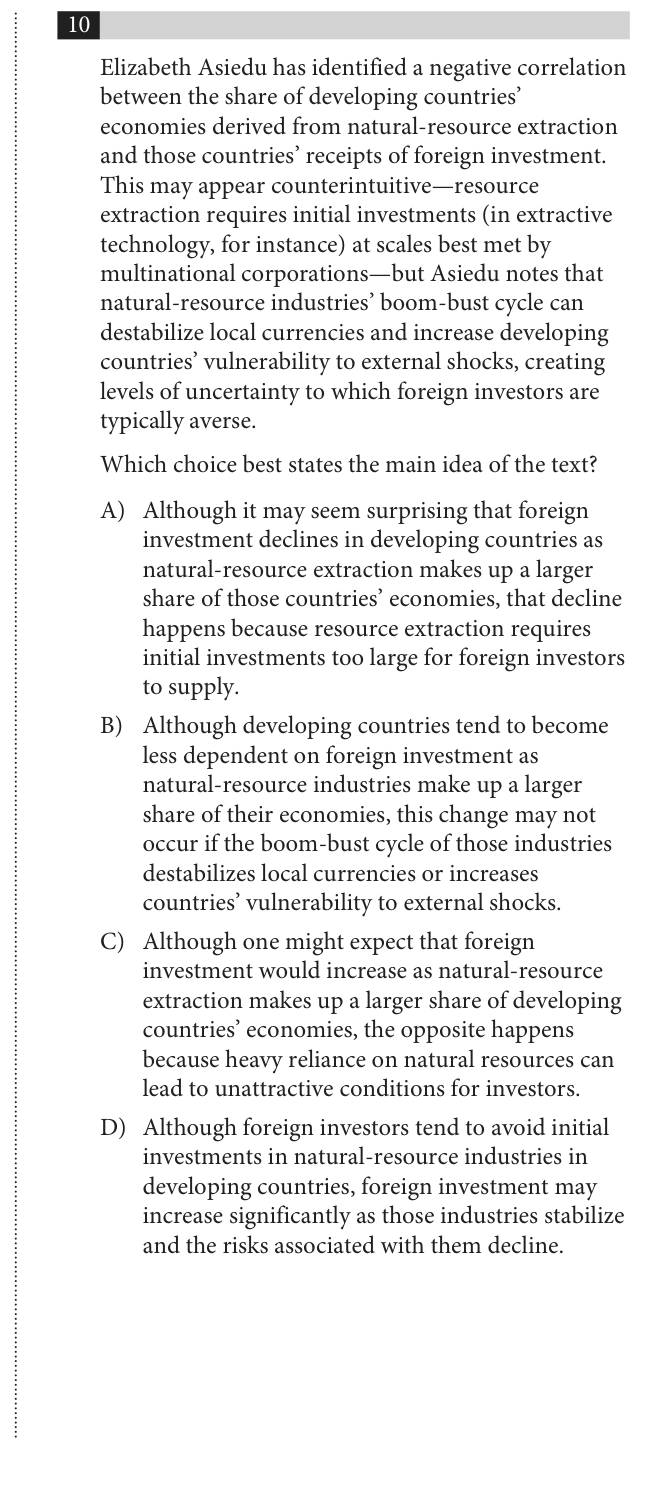 10
Elizabeth Asiedu has identified a negative correlation
between the share of developing countries’
economies derived from natural-resource extraction
and those countries’ receipts of foreign investment.
This may appear counterintuitive—resource
extraction requires initial investments (in extractive
technology, for instance) at scales best met by
multinational corporations—but Asiedu notes that
natural-resource industries’ boom-bust cycle can
destabilize local currencies and increase developing
countries’ vulnerability to external shocks, creating
levels of uncertainty to which foreign investors are
typically averse.
Which choice best states the main idea of the text?
A) Although it may seem surprising that foreign
investment declines in developing countries as
natural-resource extraction makes up a larger
share of those countries’ economies, that decline
happens because resource extraction requires
initial investments too large for foreign investors
to supply.
B) Although developing countries tend to become
less dependent on foreign investment as
natural-resource industries make up a larger
share of their economies, this change may not
occur if the boom-bust cycle of those industries
destabilizes local currencies or increases
countries’ vulnerability to external shocks.
C) Although one might expect that foreign
investment would increase as natural-resource
extraction makes up a larger share of developing
countries’ economies, the opposite happens
because heavy reliance on natural resources can
lead to unattractive conditions for investors.
D) Although foreign investors tend to avoid initial
investments in natural-resource industries in
developing countries, foreign investment may
increase significantly as those industries stabilize
and the risks associated with them decline.